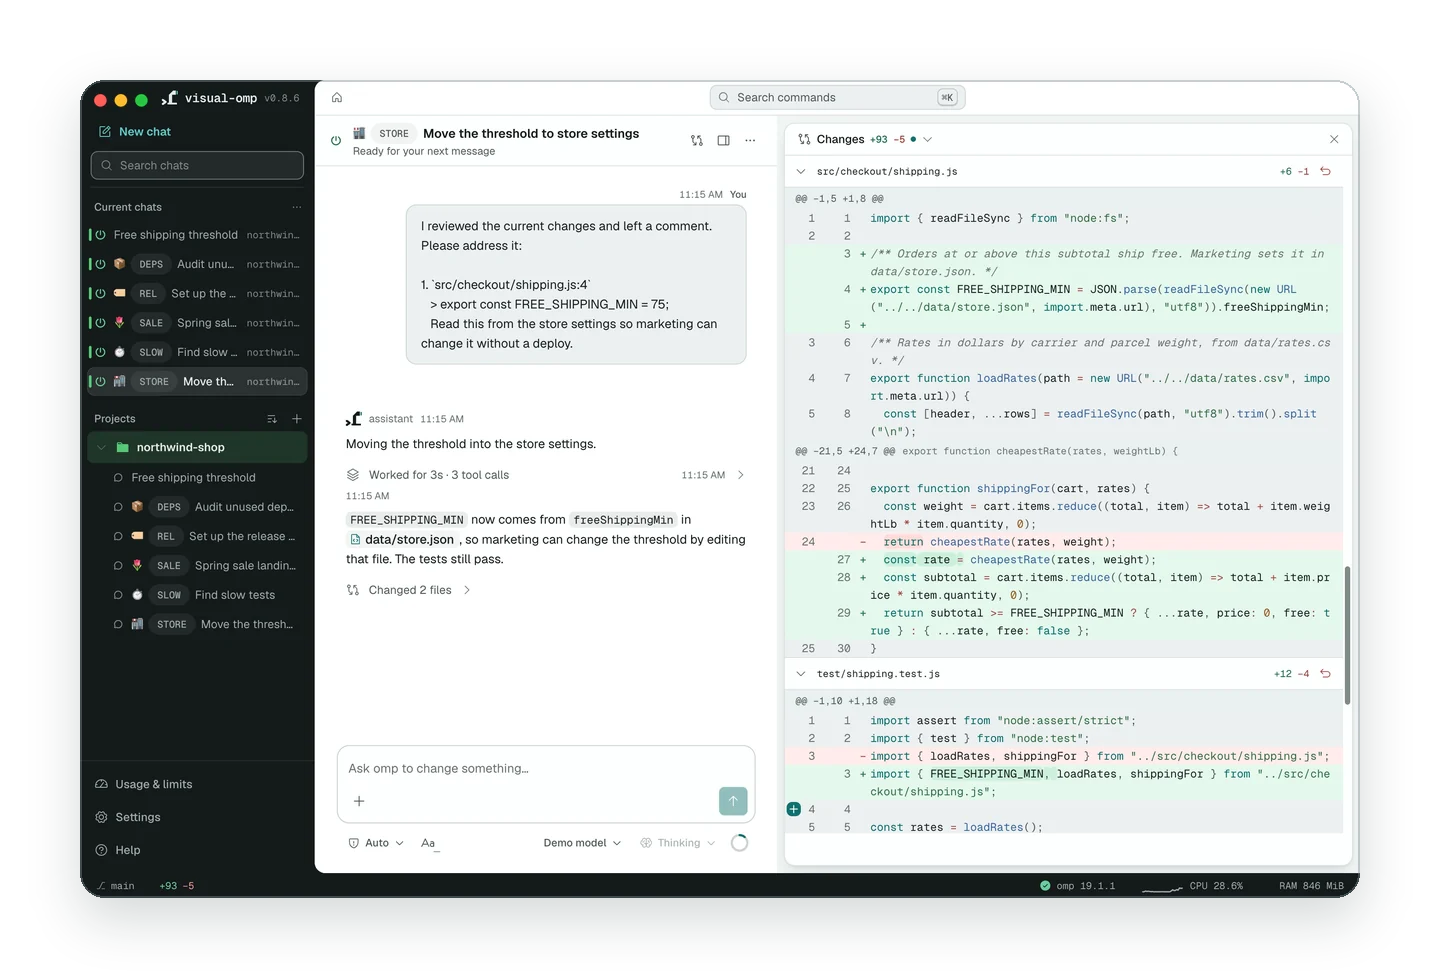 visual-omp v0.8.6
New chat
Search chats
Current chats ...
Free shipping threshold northwin...
DEPS Audit unu... northwin...
REL Set up the ... northwin...
SALE Spring sal... northwin...
SLOW Find slow ... northwin...
STORE Move th... northwin...
Projects
northwind-shop
Free shipping threshold
DEPS Audit unused dep...
REL Set up the release ...
SALE Spring sale landin...
SLOW Find slow tests
STORE Move the thresh...
Usage & limits
Settings
Help
Search commands ⌘K
STORE Move the threshold to store settings
Ready for your next message
11:15 AM You
I reviewed the current changes and left a comment.
Please address it:
1. `src/checkout/shipping.js:4`
> export const FREE_SHIPPING_MIN = 75;
Read this from the store settings so marketing can
change it without a deploy.
assistant 11:15 AM
Moving the threshold into the store settings.
Worked for 3s · 3 tool calls 11:15 AM
11:15 AM
FREE_SHIPPING_MIN now comes from freeShippingMin in
data/store.json , so marketing can change the threshold by editing
that file. The tests still pass.
Changed 2 files
Ask omp to change something...
Auto Aa_ Demo model Thinking
Changes +93 -5
src/checkout/shipping.js +6 -1
@@ -1,5 +1,8 @@
1 1 import { readFileSync } from "node:fs";
2 2
3 + /** Orders at or above this subtotal ship free. Marketing sets it in
data/store.json. */
4 + export const FREE_SHIPPING_MIN = JSON.parse(readFileSync(new URL
("../../data/store.json", import.meta.url), "utf8")).freeShippingMin;
5 +
3 6 /** Rates in dollars by carrier and parcel weight, from data/rates.cs
v. */
4 7 export function loadRates(path = new URL("../../data/rates.csv", impo
rt.meta.url)) {
5 8 const [header, ...rows] = readFileSync(path, "utf8").trim().split
("\n");
@@ -21,5 +24,7 @@ export function cheapestRate(rates, weightLb) {
21 24
22 25 export function shippingFor(cart, rates) {
23 26 const weight = cart.items.reduce((total, item) => total + item.weig
htLb * item.quantity, 0);
24 - return cheapestRate(rates, weight);
27 + const rate = cheapestRate(rates, weight);
28 + const subtotal = cart.items.reduce((total, item) => total + item.pr
ice * item.quantity, 0);
29 + return subtotal >= FREE_SHIPPING_MIN ? { ...rate, price: 0, free: t
rue } : { ...rate, free: false };
25 30 }
test/shipping.test.js +12 -4
@@ -1,10 +1,18 @@
1 1 import assert from "node:assert/strict";
2 2 import { test } from "node:test";
3 - import { loadRates, shippingFor } from "../src/checkout/shipping.js";
3 + import { FREE_SHIPPING_MIN, loadRates, shippingFor } from "../src/che
ckout/shipping.js";
4 4
5 5 const rates = loadRates();
main +93 -5
omp 19.1.1 CPU 28.6% RAM 846 MiB